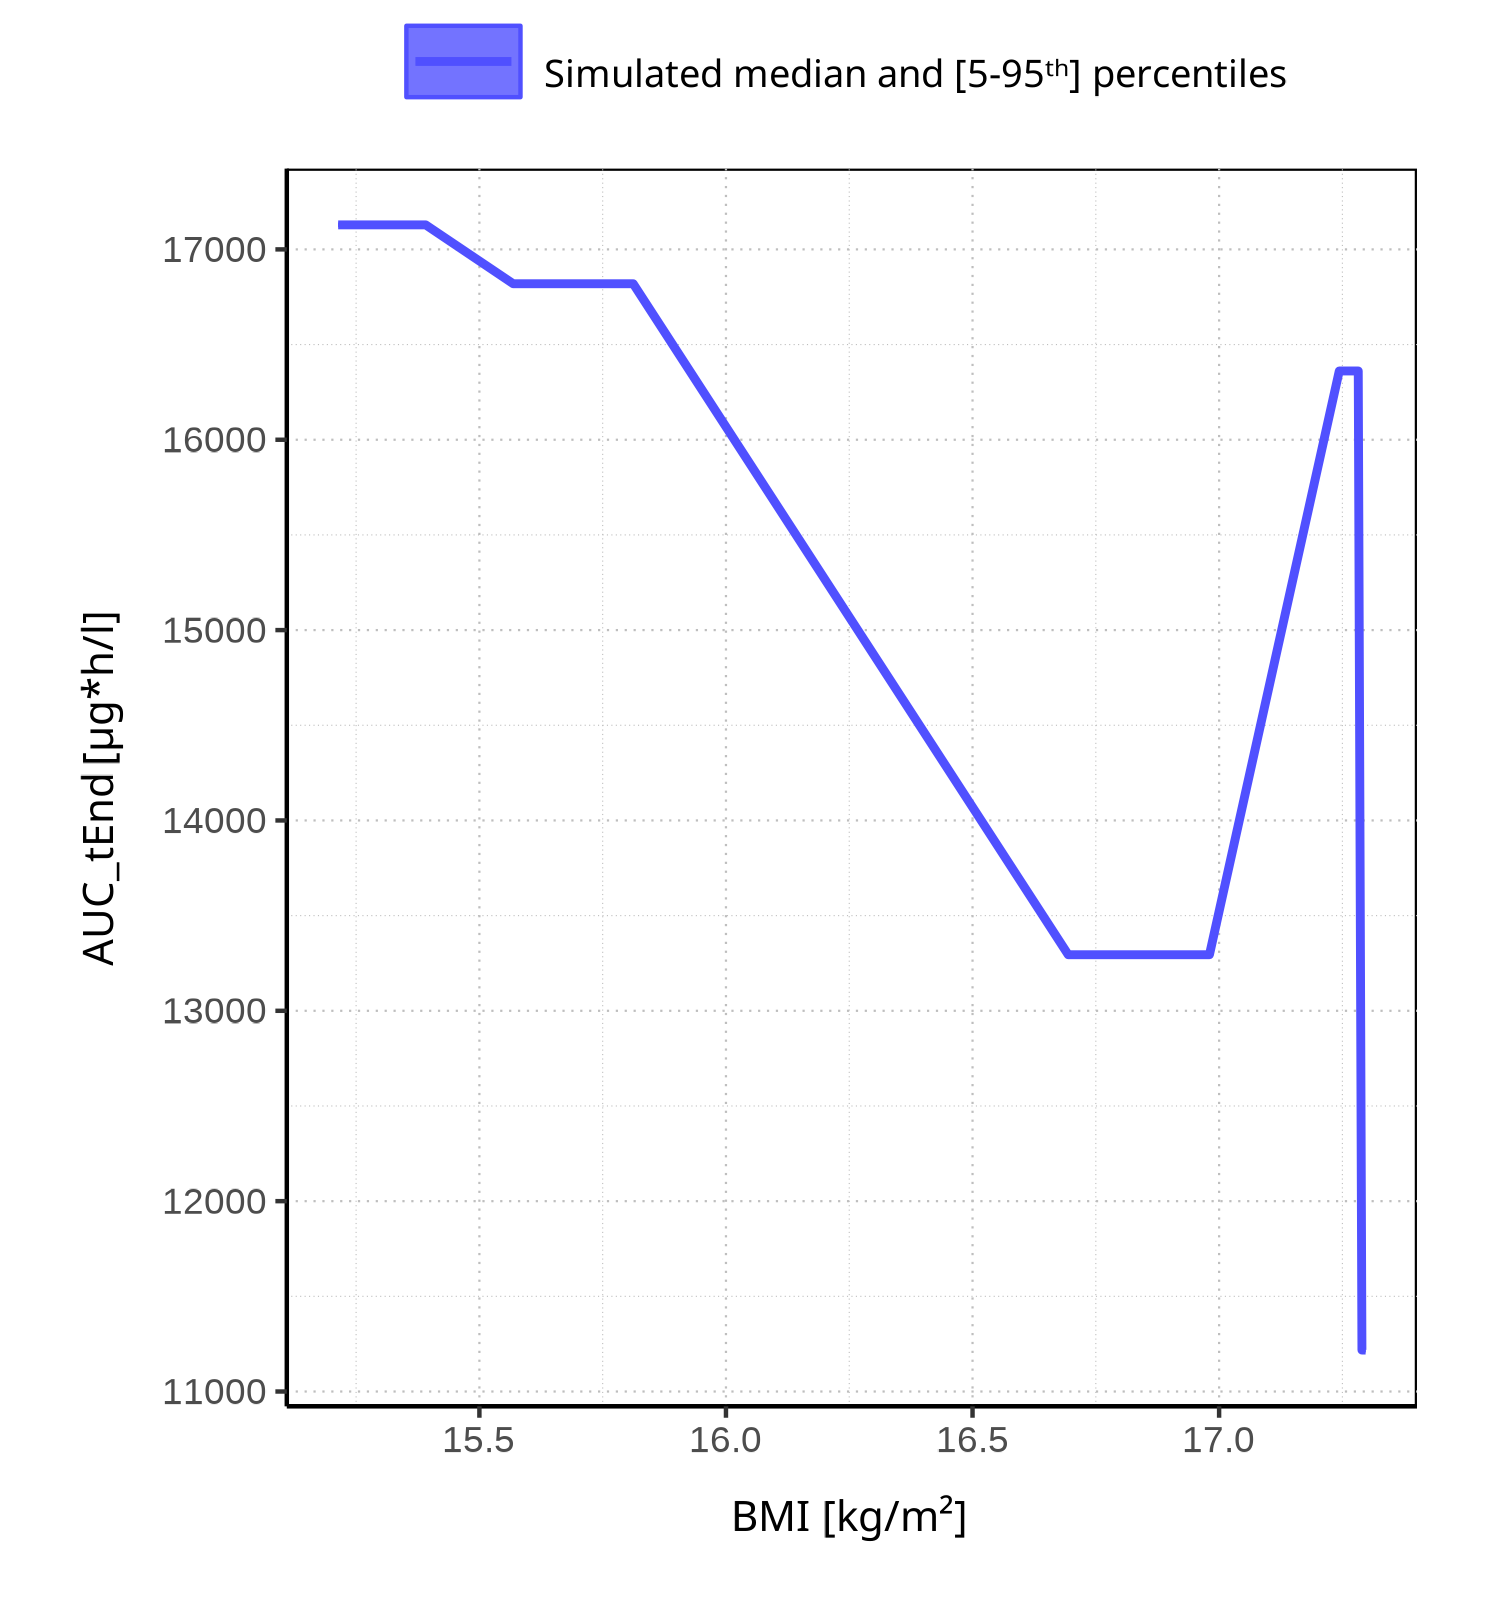 Simulated median and [5-95ᵗʰ] percentiles
17000
16000
15000
14000
13000
12000
11000
AUC_tEnd [µg*h/l]
15.5 16.0 16.5 17.0
BMI [kg/m²]